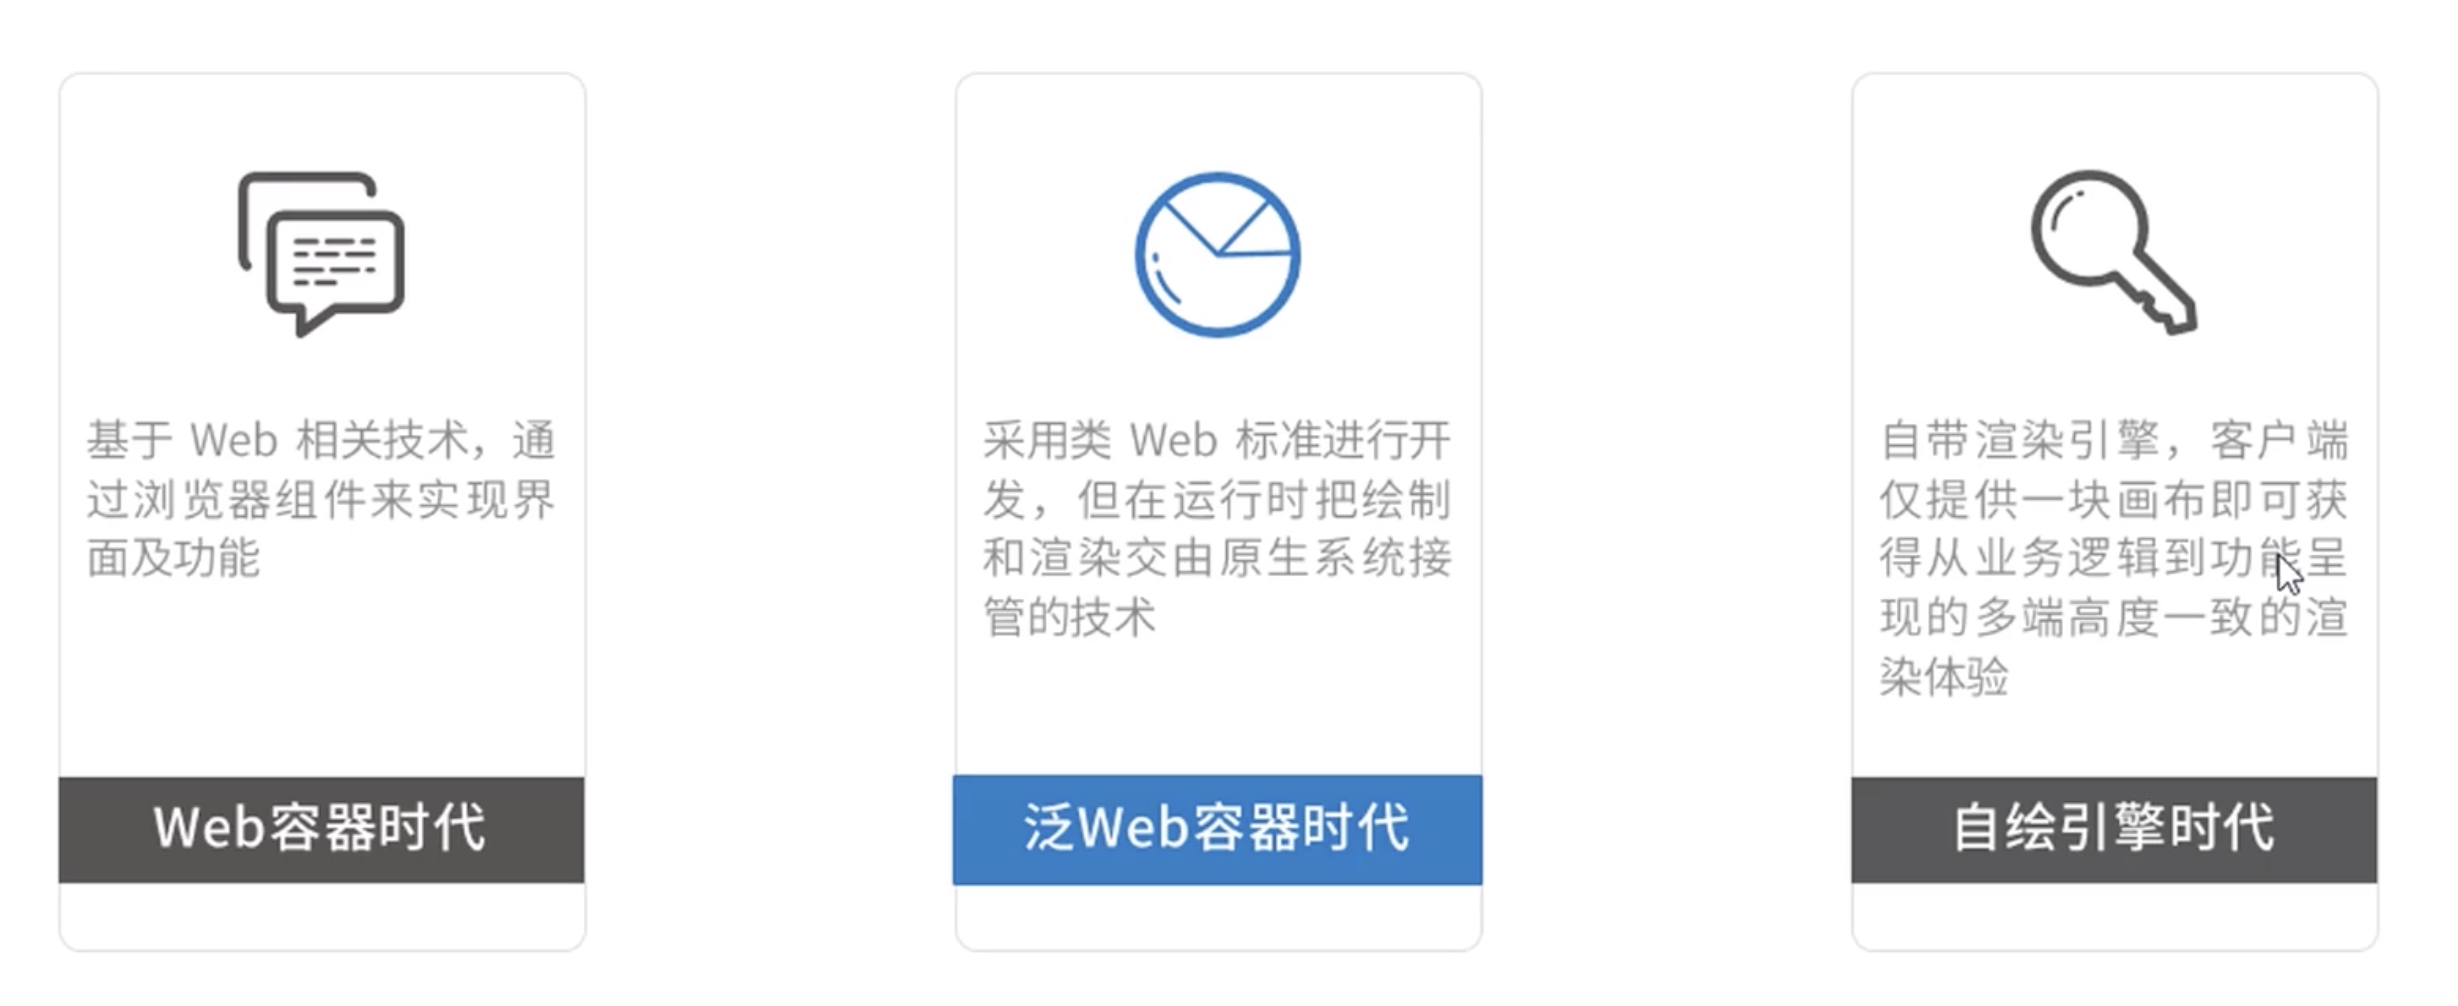 基于 Web 相关技术，通
过浏览器组件来实现界
面及功能
Web容器时代
采用类 Web 标准进行开
发，但在运行时把绘制
和渲染交由原生系统接
管的技术
泛Web容器时代
自带渲染引擎，客户端
仅提供一块画布即可获
得从业务逻辑到功能呈
现的多端高度一致的渲
染体验
自绘引擎时代